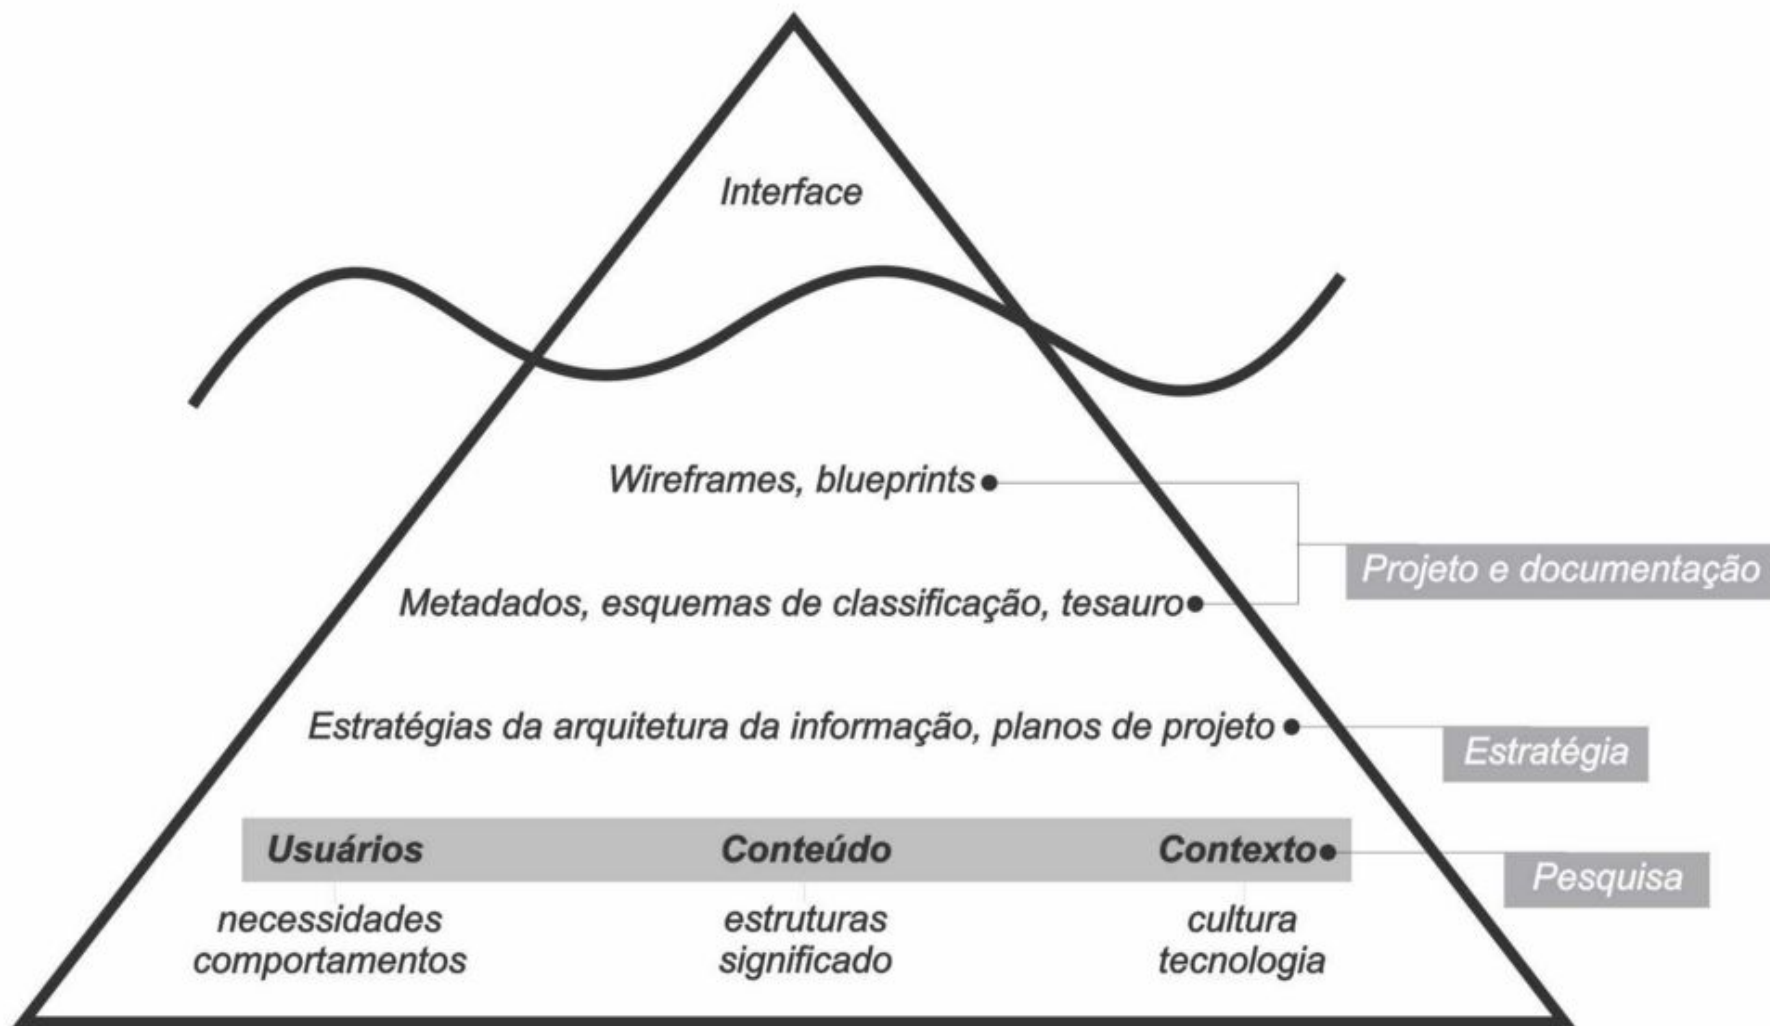 Interface
Wireframes, blueprints
Projeto e documentação
Metadados, esquemas de classificação, tesauro
Estratégias da arquitetura da informação, planos de projeto
Estratégia
Usuários Conteúdo Contexto
Pesquisa
necessidades estruturas cultura
comportamentos significado tecnologia